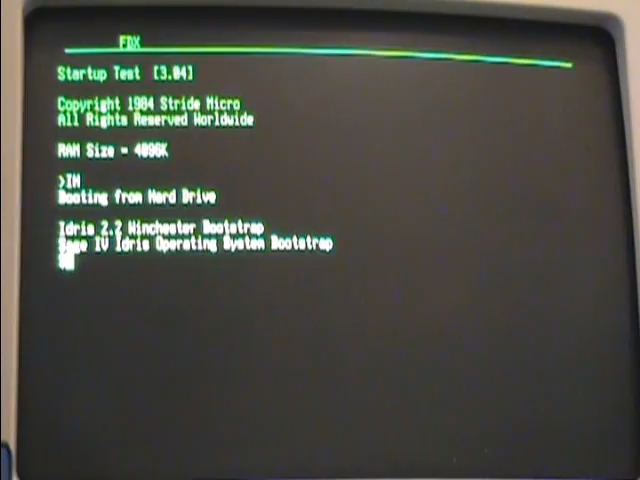 FDX
Startup Test [3.04]
Copyright 1984 Stride Micro
All Rights Reserved Worldwide
RAM Size = 4096K
>IH
Booting from Hard Drive
Idris 2.2 Winchester Bootstrap
Sage IV Idris Operating System Bootstrap